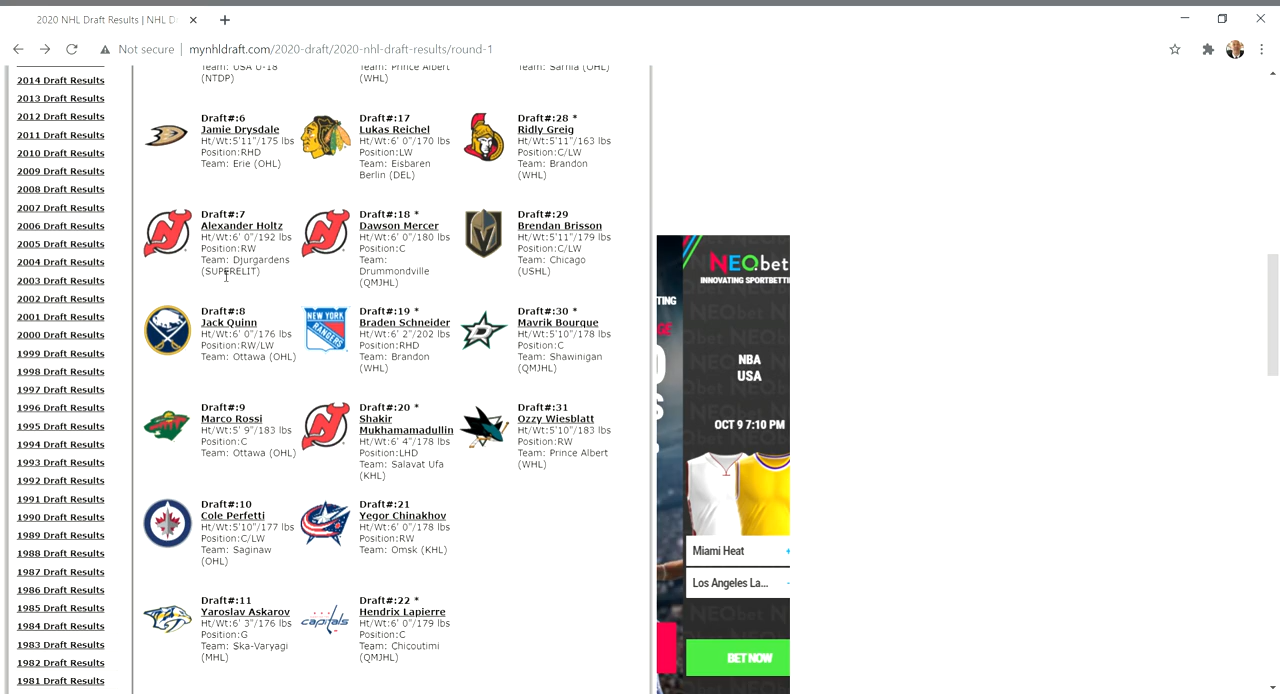 2020 NHL Draft Results | NHL D
Not secure | mynhldraft.com/2020-draft/2020-nhl-draft-results/round-1
2014 Draft Results
2013 Draft Results
2012 Draft Results
2011 Draft Results
2010 Draft Results
2009 Draft Results
2008 Draft Results
2007 Draft Results
2006 Draft Results
2005 Draft Results
2004 Draft Results
2003 Draft Results
2002 Draft Results
2001 Draft Results
2000 Draft Results
1999 Draft Results
1998 Draft Results
1997 Draft Results
1996 Draft Results
1995 Draft Results
1994 Draft Results
1993 Draft Results
1992 Draft Results
1991 Draft Results
1990 Draft Results
1989 Draft Results
1988 Draft Results
1987 Draft Results
1986 Draft Results
1985 Draft Results
1984 Draft Results
1983 Draft Results
1982 Draft Results
1981 Draft Results
Team: USA U-18
(NTDP)
Draft#:6
Jamie Drysdale
Ht/Wt:5'11"/175 lbs
Position:RHD
Team: Erie (OHL)
Draft#:7
Alexander Holtz
Ht/Wt:6' 0"/192 lbs
Position:RW
Team: Djurgardens
(SUPERELIT)
Draft#:8
Jack Quinn
Ht/Wt:6' 0"/176 lbs
Position:RW/LW
Team: Ottawa (OHL)
Draft#:9
Marco Rossi
Ht/Wt:5' 9"/183 lbs
Position:C
Team: Ottawa (OHL)
Draft#:10
Cole Perfetti
Ht/Wt:5'10"/177 lbs
Position:C/LW
Team: Saginaw
(OHL)
Draft#:11
Yaroslav Askarov
Ht/Wt:6' 3"/176 lbs
Position:G
Team: Ska-Varyagi
(MHL)
Team: Prince Albert
(WHL)
Draft#:17
Lukas Reichel
Ht/Wt:6' 0"/170 lbs
Position:LW
Team: Eisbaren
Berlin (DEL)
Draft#:18 *
Dawson Mercer
Ht/Wt:6' 0"/180 lbs
Position:C
Team:
Drummondville
(QMJHL)
NEW YORK
RANGERS
Draft#:19 *
Braden Schneider
Ht/Wt:6' 2"/202 lbs
Position:RHD
Team: Brandon
(WHL)
Draft#:20 *
Shakir
Mukhamamadullin
Ht/Wt:6' 4"/178 lbs
Position:LHD
Team: Salavat Ufa
(KHL)
Draft#:21
Yegor Chinakhov
Ht/Wt:6' 0"/178 lbs
Position:RW
Team: Omsk (KHL)
capitals
Draft#:22 *
Hendrix Lapierre
Ht/Wt:6' 0"/179 lbs
Position:C
Team: Chicoutimi
(QMJHL)
Team: Sarnia (OHL)
Draft#:28 *
Ridly Greig
Ht/Wt:5'11"/163 lbs
Position:C/LW
Team: Brandon
(WHL)
Draft#:29
Brendan Brisson
Ht/Wt:5'11"/179 lbs
Position:C/LW
Team: Chicago
(USHL)
Draft#:30 *
Mavrik Bourque
Ht/Wt:5'10"/178 lbs
Position:C
Team: Shawinigan
(QMJHL)
Draft#:31
Ozzy Wiesblatt
Ht/Wt:5'10"/183 lbs
Position:RW
Team: Prince Albert
(WHL)
NEObet
INNOVATING SPORTBETTI
TING
NBA
USA
OCT 9 7:10 PM
Miami Heat
Los Angeles La...
BET NOW